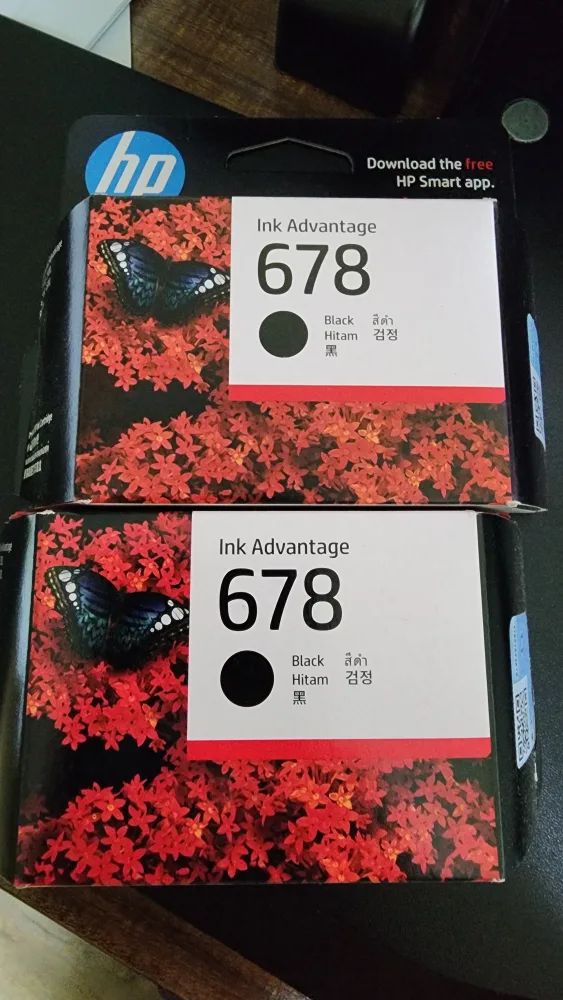 hp
Download the free
HP Smart app.
Ink Advantage
678
Black สีดำ
Hitam 검정
黑
Ink Advantage
678
Black สีดำ
Hitam 검정
黑